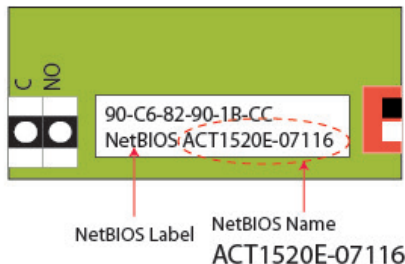 C
NO
90-C6-82-90-1B-CC
NetBIOS ACT1520E-07116
NetBIOS Label
NetBIOS Name
ACT1520E-07116